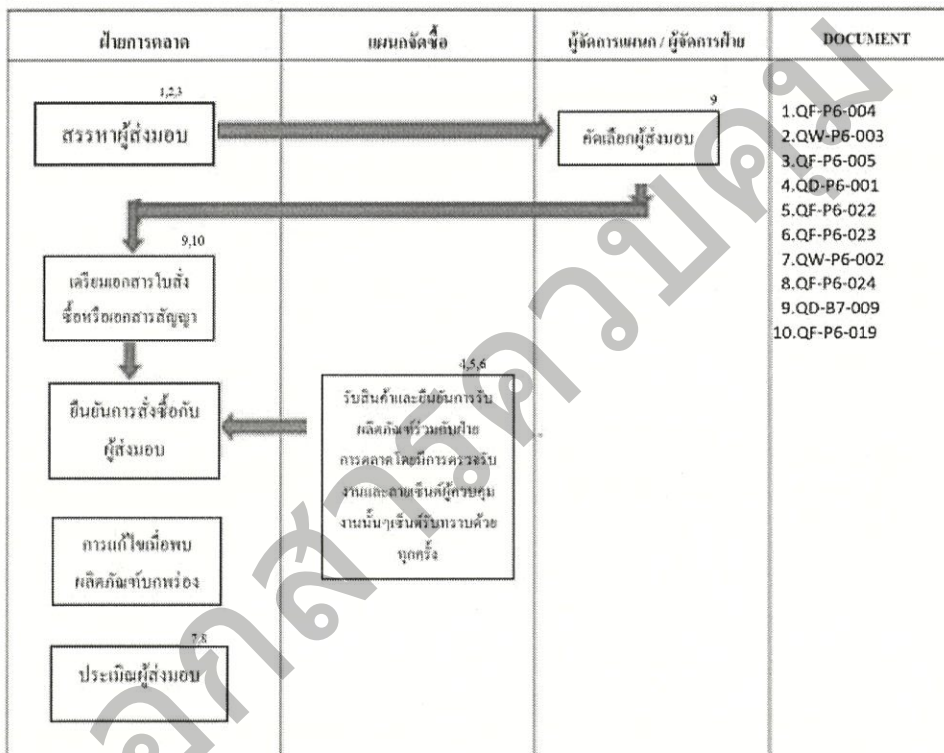 ฝ่ายการตลาด
แผนกจัดซื้อ
ผู้จัดการแผนก / ผู้จัดการฝ่าย
DOCUMENT
1,2,3
สรรหาผู้ส่งมอบ
9
คัดเลือกผู้ส่งมอบ
1.QF-P6-004
2.QW-P6-003
3.QF-P6-005
4.QD-P6-001
5.QF-P6-022
6.QF-P6-023
7.QW-P6-002
8.QF-P6-024
9.QD-B7-009
10.QF-P6-019
9,10
เตรียมเอกสารใบสั่ง
ซื้อหรือเอกสารสัญญา
ยืนยันการสั่งซื้อกับ
ผู้ส่งมอบ
4,5,6
รับสินค้าและยืนยันการรับ
ผลิตภัณฑ์ร่วมกับฝ่าย
การตลาดโดยมีการตรวจรับ
งานและลายเซ็นต์ผู้ควบคุม
งานนั้นๆเซ็นต์รับทราบด้วย
ทุกครั้ง
การแก้ไขเมื่อพบ
ผลิตภัณฑ์บกพร่อง
7,8
ประเมิณผู้ส่งมอบ
เอกสารควบคุม